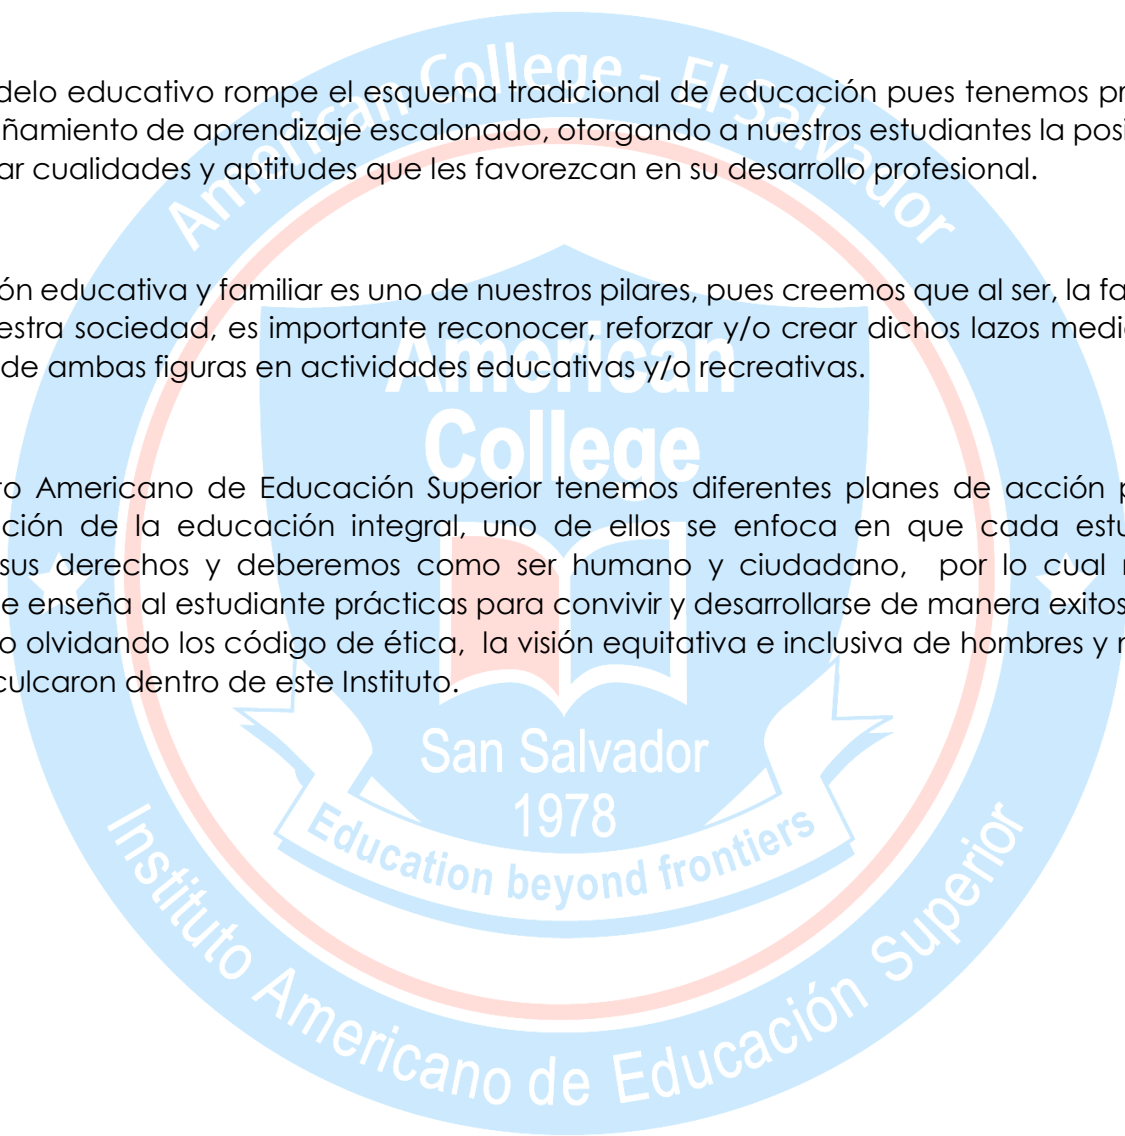 American College - El Salvador
delo educativo rompe el esquema tradicional de educación pues tenemos pr
ñamiento de aprendizaje escalonado, otorgando a nuestros estudiantes la posi
ar cualidades y aptitudes que les favorezcan en su desarrollo profesional.
ón educativa y familiar es uno de nuestros pilares, pues creemos que al ser, la fa
estra sociedad, es importante reconocer, reforzar y/o crear dichos lazos medi
de ambas figuras en actividades educativas y/o recreativas.
American
College
to Americano de Educación Superior tenemos diferentes planes de acción p
ción de la educación integral, uno de ellos se enfoca en que cada estu
sus derechos y deberemos como ser humano y ciudadano, por lo cual
e enseña al estudiante prácticas para convivir y desarrollarse de manera exitos
o olvidando los código de ética, la visión equitativa e inclusiva de hombres y
culcaron dentro de este Instituto.
San Salvador
1978
Education beyond frontiers
Instituto Americano de Educación Superior